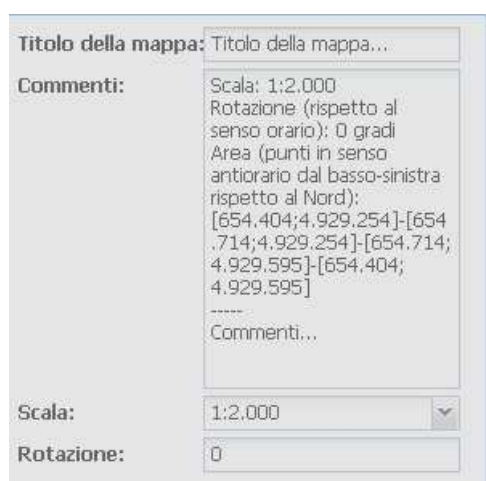 Titolo della mappa: Titolo della mappa...
Commenti: Scala: 1:2.000
Rotazione (rispetto al
senso orario): 0 gradi
Area (punti in senso
antiorario dal basso-sinistra
rispetto al Nord):
[654.404;4.929.254]-[654
.714;4.929.254]-[654.714;
4.929.595]-[654.404;
4.929.595]
-----
Commenti...
Scala: 1:2.000
Rotazione: 0